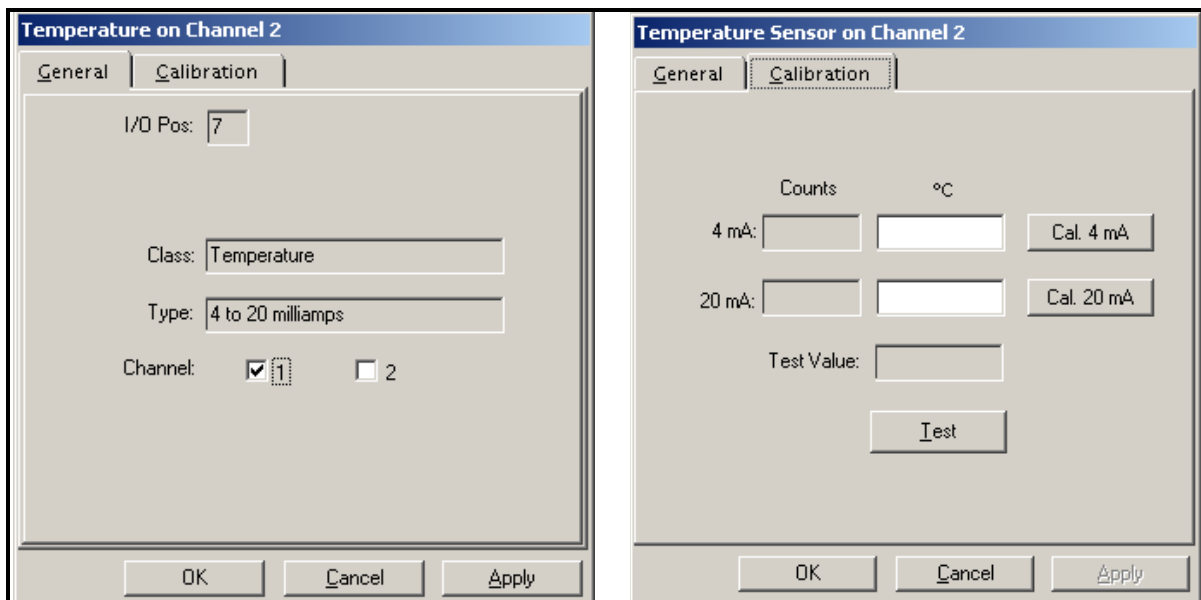 Temperature on Channel 2
General Calibration
I/O Pos: 7
Class: Temperature
Type: 4 to 20 milliamps
Channel: 1 2
OK Cancel Apply
Temperature Sensor on Channel 2
General Calibration
Counts ºC
4 mA: Cal. 4 mA
20 mA: Cal. 20 mA
Test Value:
Test
OK Cancel Apply